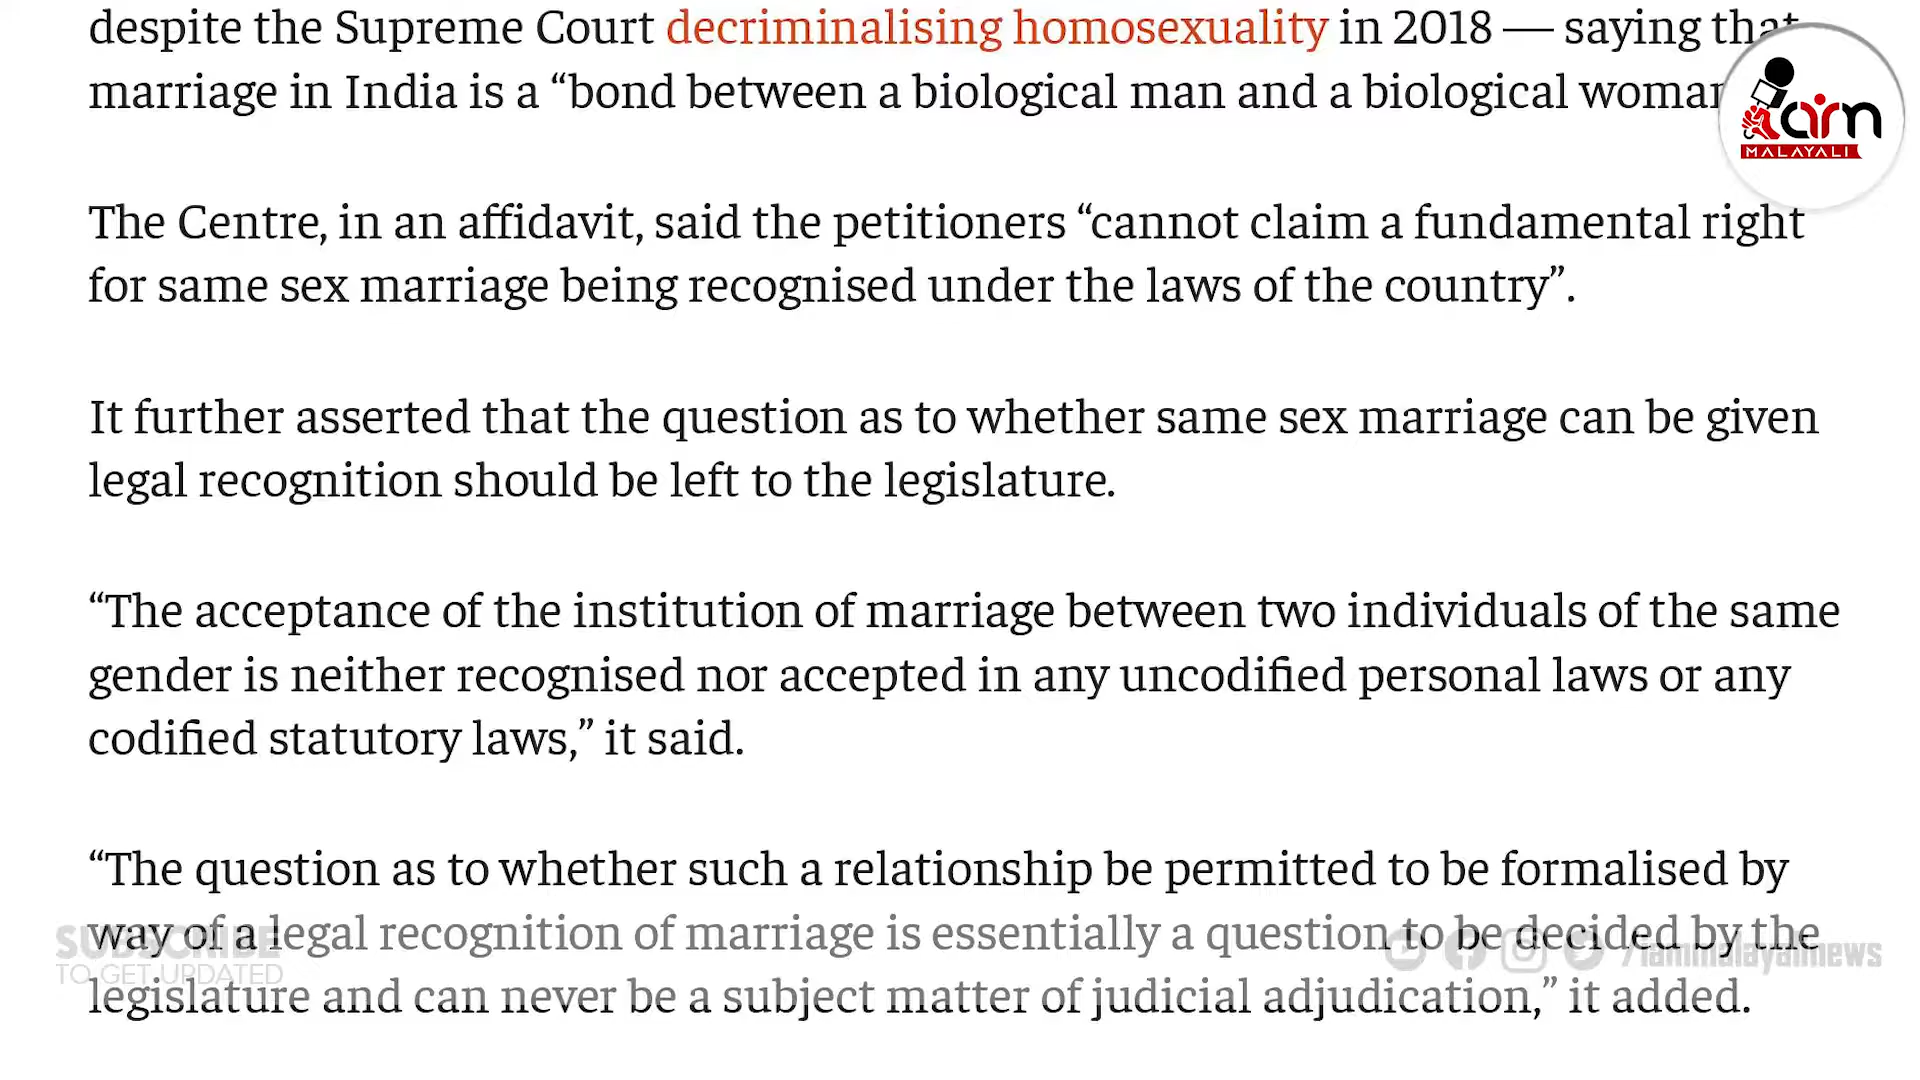 despite the Supreme Court decriminalising homosexuality in 2018 — saying that
marriage in India is a “bond between a biological man and a biological woman
The Centre, in an affidavit, said the petitioners “cannot claim a fundamental right
for same sex marriage being recognised under the laws of the country”.
It further asserted that the question as to whether same sex marriage can be given
legal recognition should be left to the legislature.
“The acceptance of the institution of marriage between two individuals of the same
gender is neither recognised nor accepted in any uncodified personal laws or any
codified statutory laws,” it said.
“The question as to whether such a relationship be permitted to be formalised by
way of a legal recognition of marriage is essentially a question to be decided by the
legislature and can never be a subject matter of judicial adjudication,” it added.
iam
MALAYALI
SUBSCRIBE
TO GET UPDATED
/iammalayalinews